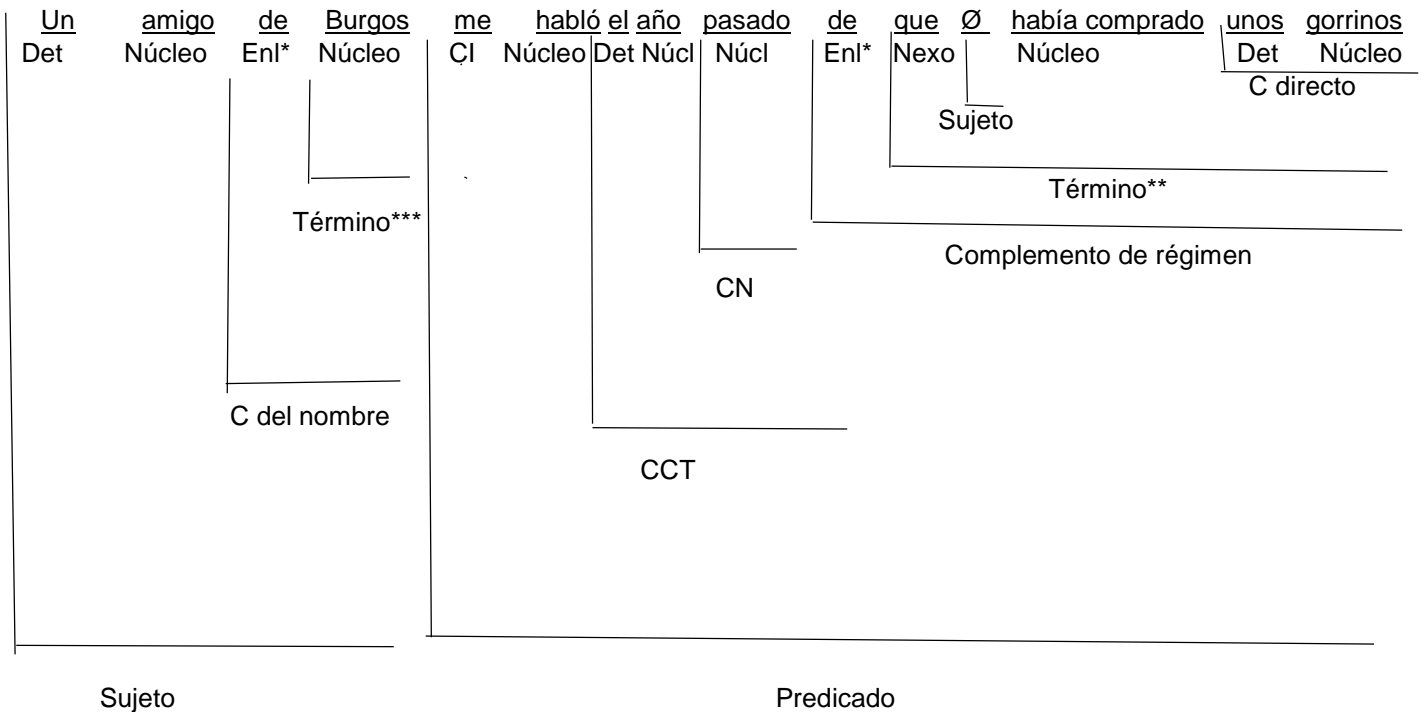 Un amigo de Burgos me habló el año pasado de que Ø había comprado unos gorrinos
Det Núcleo Enl* Núcleo CI Núcleo Det Núcl Núcl Enl* Nexo Núcleo Det Núcleo
C directo
Sujeto
Término**
Término***
Complemento de régimen
CN
C del nombre
CCT
Sujeto Predicado